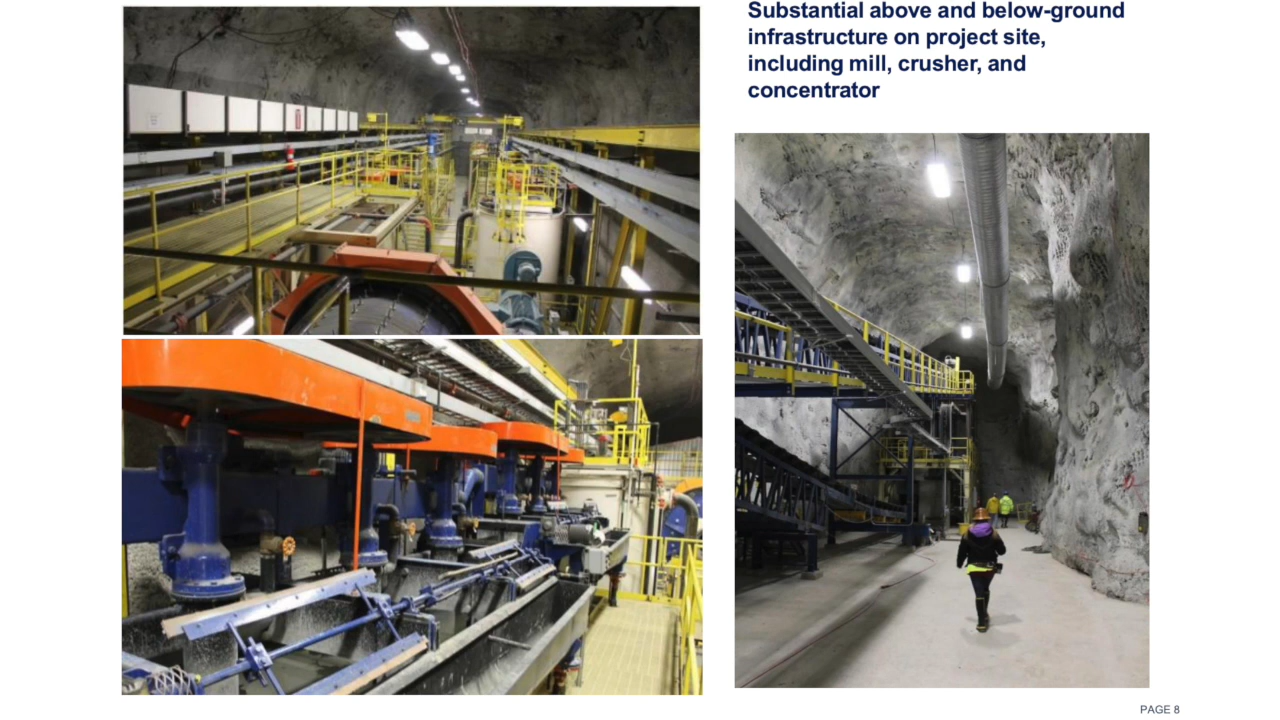 Substantial above and below-ground
infrastructure on project site,
including mill, crusher, and
concentrator
PAGE 8